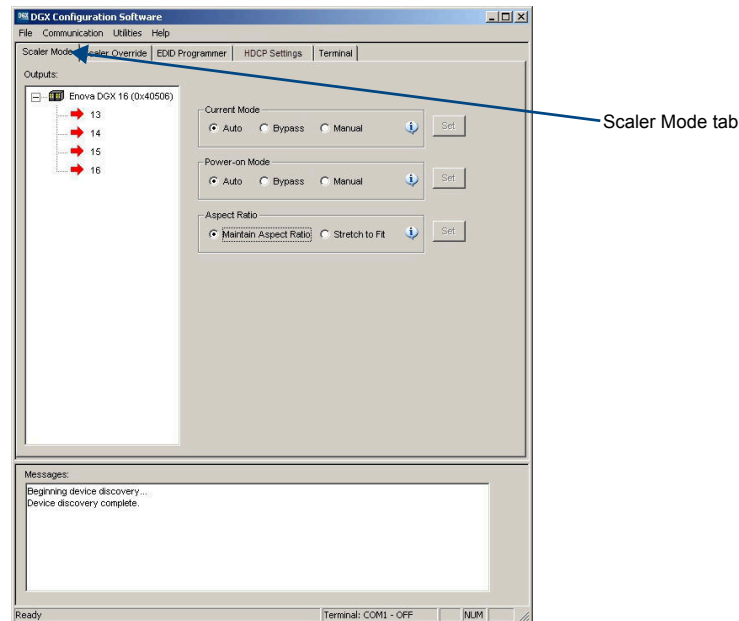 DGX Configuration Software
File Communication Utilities Help
Scaler Mode Scaler Override EDID Programmer HDCP Settings Terminal
Outputs:
Enova DGX 16 (0x40506)
13
14
15
16
Current Mode
Auto Bypass Manual Set
Power-on Mode
Auto Bypass Manual Set
Aspect Ratio
Maintain Aspect Ratio Stretch to Fit Set
Scaler Mode tab
Messages:
Beginning device discovery...
Device discovery complete.
Ready Terminal: COM1 - OFF NUM